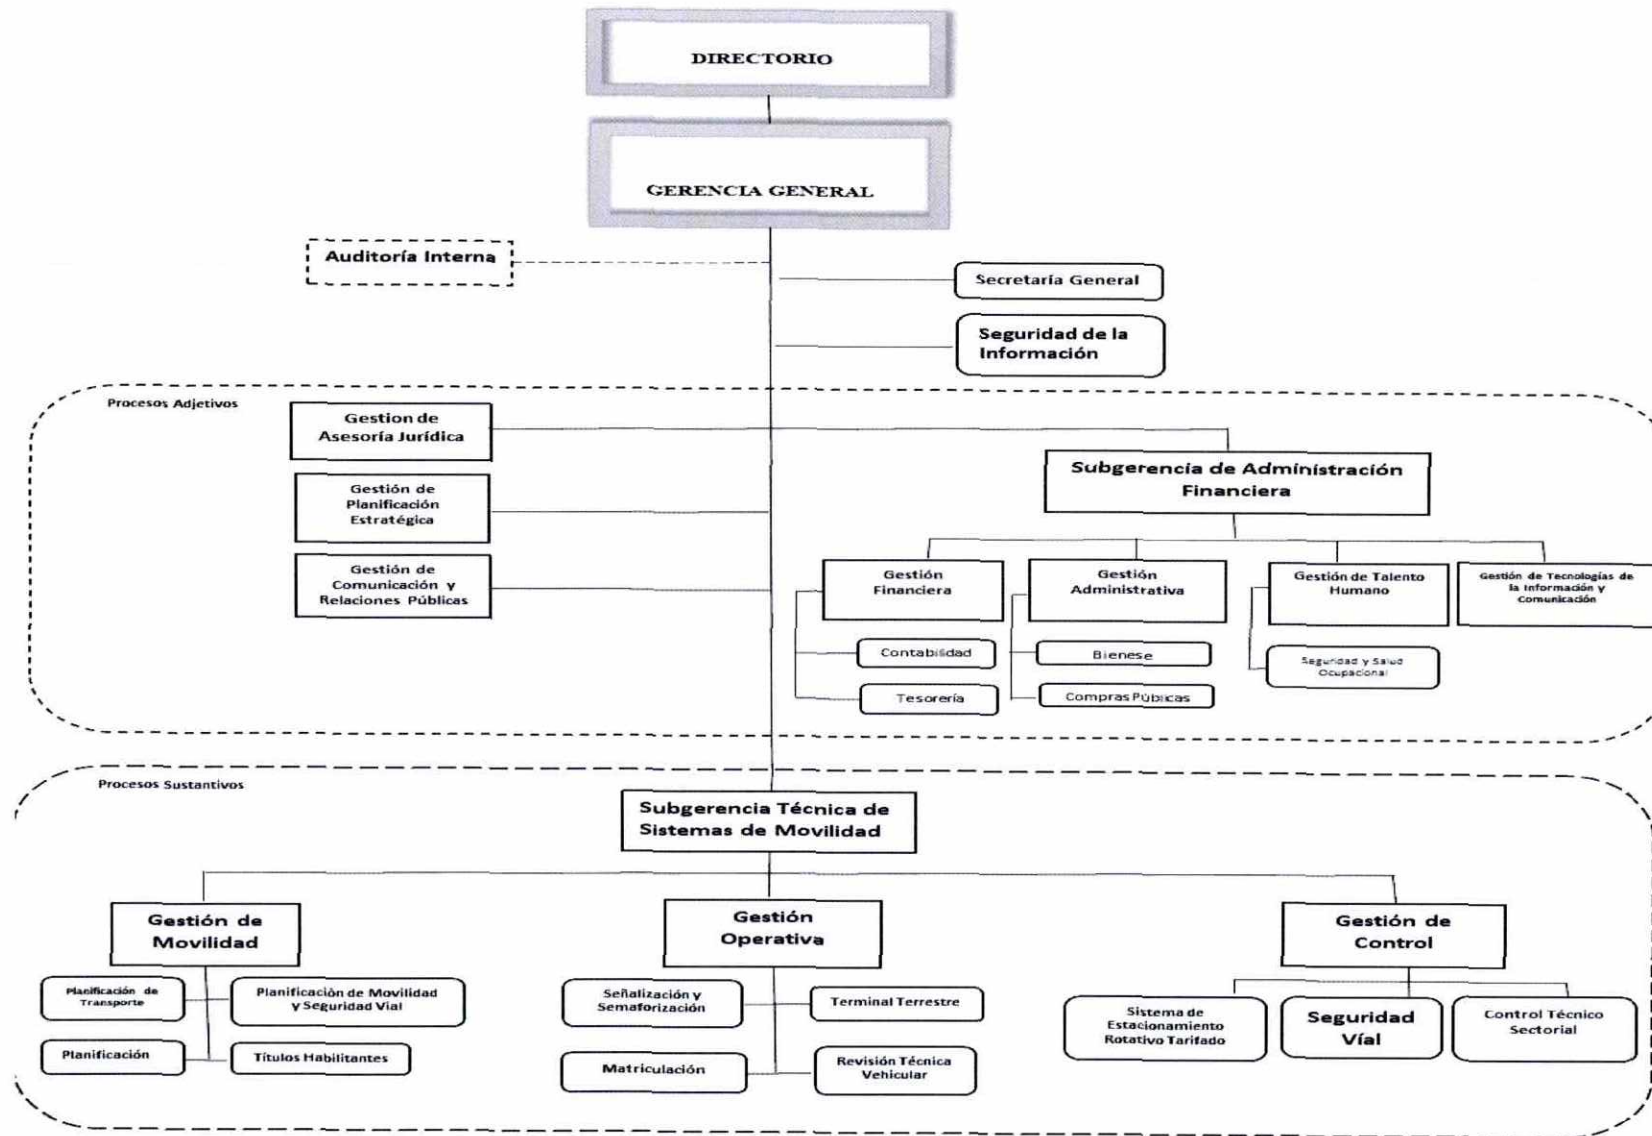 DIRECTORIO
GERENCIA GENERAL
Auditoría Interna
Secretaría General
Seguridad de la
Información
Procesos Adjetivos
Gestion de
Asesoría Jurídica
Subgerencia de Administración
Financiera
Gestión de
Planificación
Estratégica
Gestión de
Comunicación y
Relaciones Públicas
Gestión
Financiera
Gestión
Administrativa
Gestión de Talento
Humano
Gestión de Tecnologías de
la Información y
Comunicación
Contabilidad
Bienese
Seguridad y Salud
Ocupacional
Tesorería
Compras Públicas
Procesos Sustantivos
Subgerencia Técnica de
Sistemas de Movilidad
Gestión de
Movilidad
Gestión
Operativa
Gestión de
Control
Planificación de
Transporte
Planificación de Movilidad
y Seguridad Vial
Señalización y
Semaforización
Terminal Terrestre
Sistema de
Estacionamiento
Rotativo Tarifado
Seguridad
Víal
Control Técnico
Sectorial
Planificación
Títulos Habilitantes
Matriculación
Revisión Técnica
Vehicular